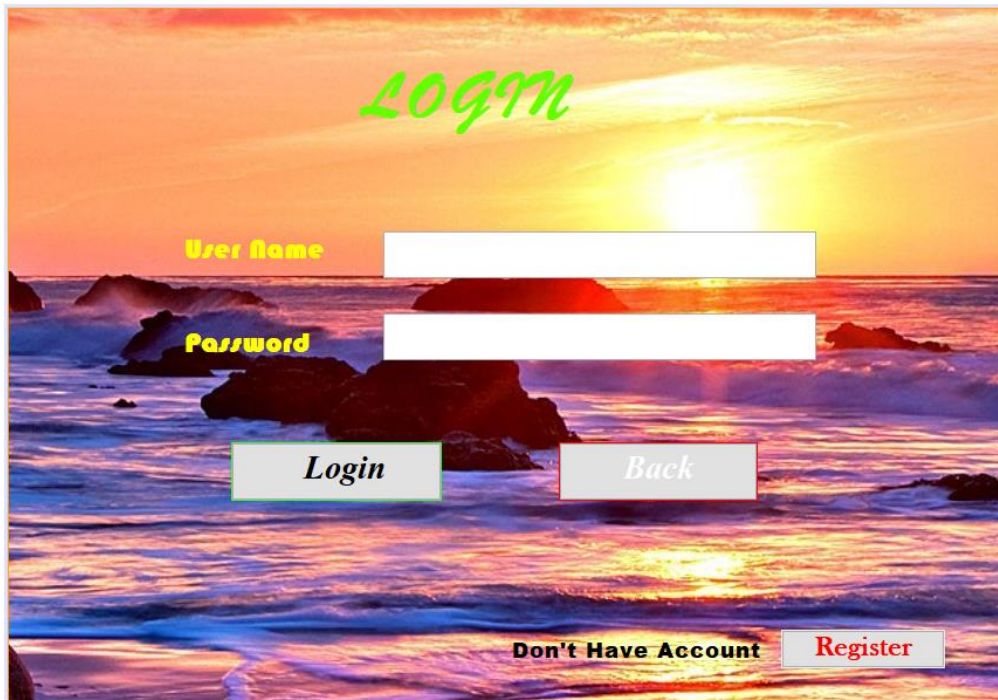 LOGIN
User Name
Password
Login Back
Don't Have Account Register